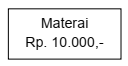 Materai
Rp. 10.000,-